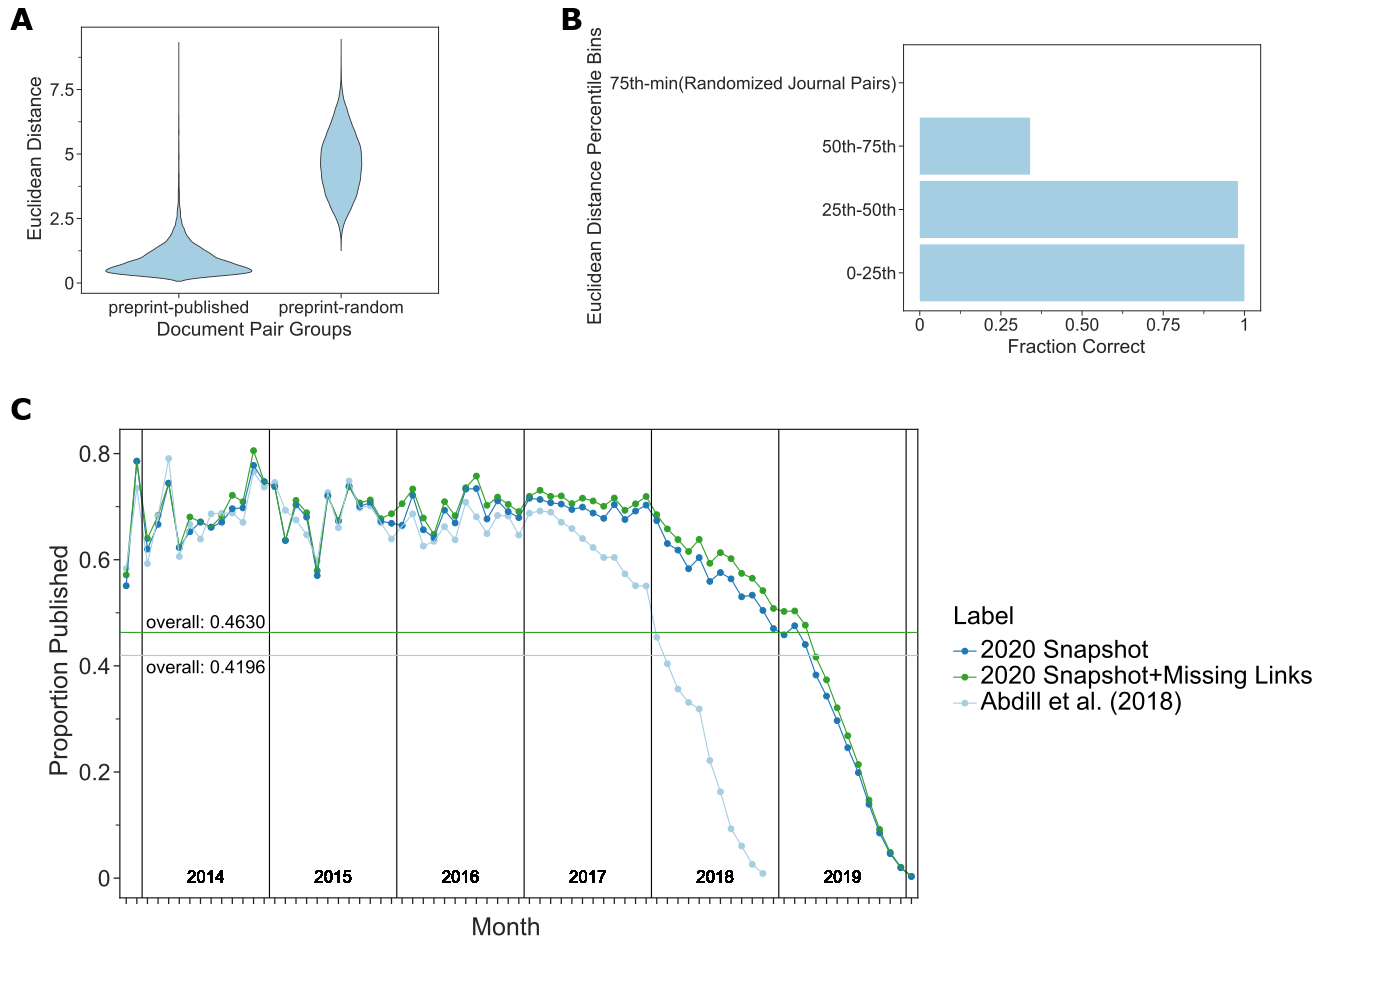 A
Euclidean Distance
7.5
5
2.5
0
preprint-published
preprint-random
Document Pair Groups
B
Euclidean Distance Percentile Bins
75th-min(Randomized Journal Pairs)
50th-75th
25th-50th
0-25th
0
0.25
0.50
0.75
1
Fraction Correct
C
Proportion Published
0.8
0.6
0.4
0.2
0
overall: 0.4630
overall: 0.4196
2014
2015
2016
2017
2018
2019
Month
Label
2020 Snapshot
2020 Snapshot+Missing Links
Abdill et al. (2018)